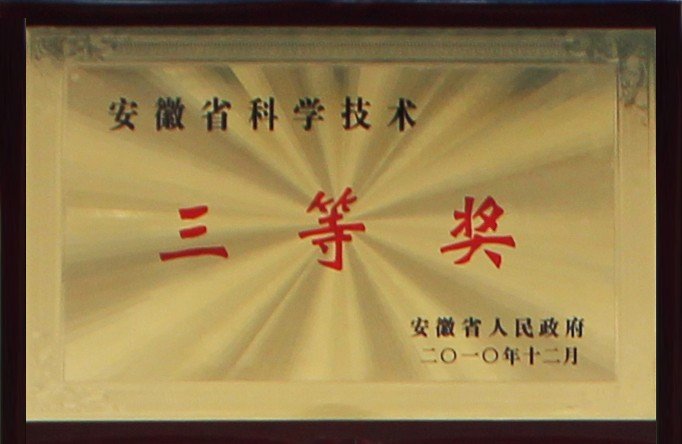 安徽省科学技术
三等奖
安徽省人民政府
二〇一〇年十二月